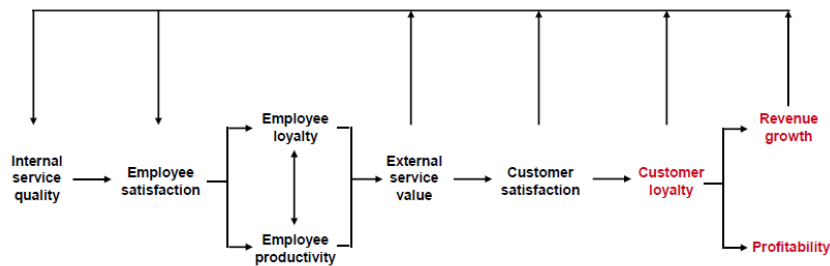 Internal
service
quality
Employee
satisfaction
Employee
loyalty
Employee
productivity
External
service
value
Customer
satisfaction
Customer
loyalty
Revenue
growth
Profitability